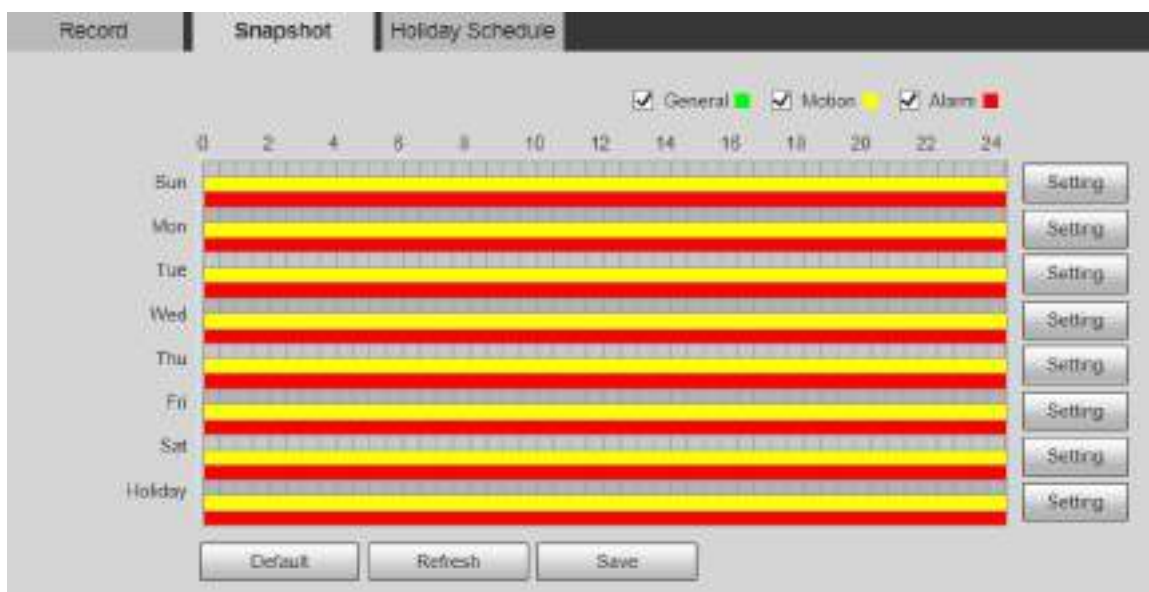 Record Snapshot Holiday Schedule
General Motion Alarm
0 2 4 6 8 10 12 14 16 18 20 22 24
Sun Setting
Mon Setting
Tue Setting
Wed Setting
Thu Setting
Fri Setting
Sat Setting
Holiday Setting
Default Refresh Save